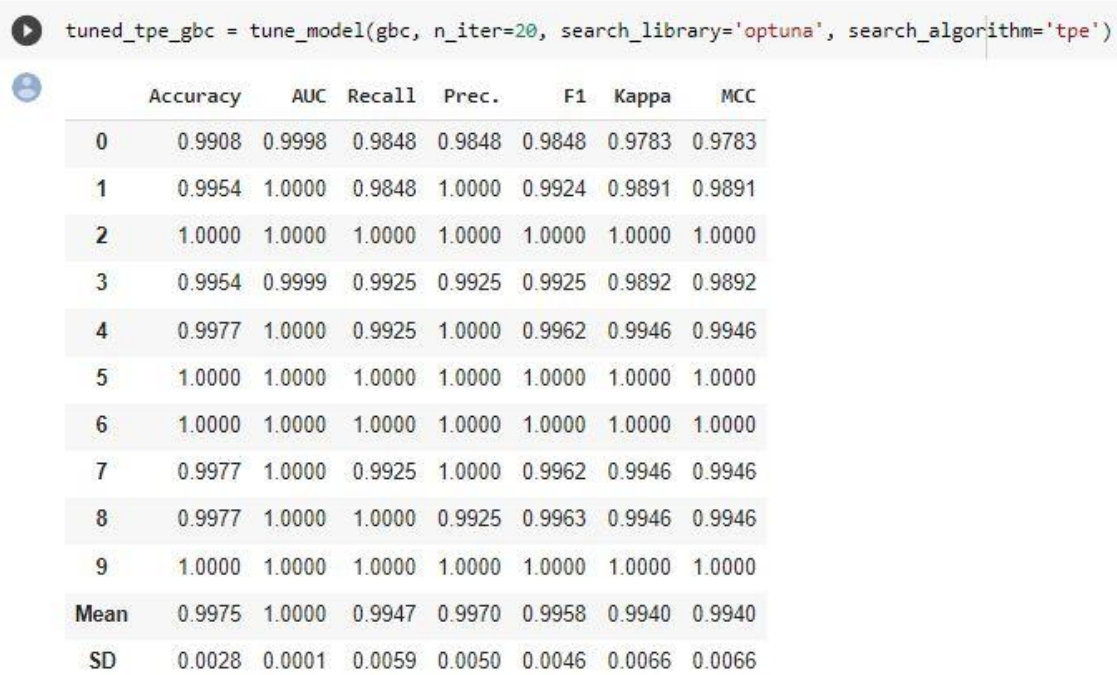 tuned_tpe_gbc = tune_model(gbc, n_iter=20, search_library='optuna', search_algorithm='tpe')
Accuracy AUC Recall Prec. F1 Kappa MCC
0 0.9908 0.9998 0.9848 0.9848 0.9848 0.9783 0.9783
1 0.9954 1.0000 0.9848 1.0000 0.9924 0.9891 0.9891
2 1.0000 1.0000 1.0000 1.0000 1.0000 1.0000 1.0000
3 0.9954 0.9999 0.9925 0.9925 0.9925 0.9892 0.9892
4 0.9977 1.0000 0.9925 1.0000 0.9962 0.9946 0.9946
5 1.0000 1.0000 1.0000 1.0000 1.0000 1.0000 1.0000
6 1.0000 1.0000 1.0000 1.0000 1.0000 1.0000 1.0000
7 0.9977 1.0000 0.9925 1.0000 0.9962 0.9946 0.9946
8 0.9977 1.0000 1.0000 0.9925 0.9963 0.9946 0.9946
9 1.0000 1.0000 1.0000 1.0000 1.0000 1.0000 1.0000
Mean 0.9975 1.0000 0.9947 0.9970 0.9958 0.9940 0.9940
SD 0.0028 0.0001 0.0059 0.0050 0.0046 0.0066 0.0066